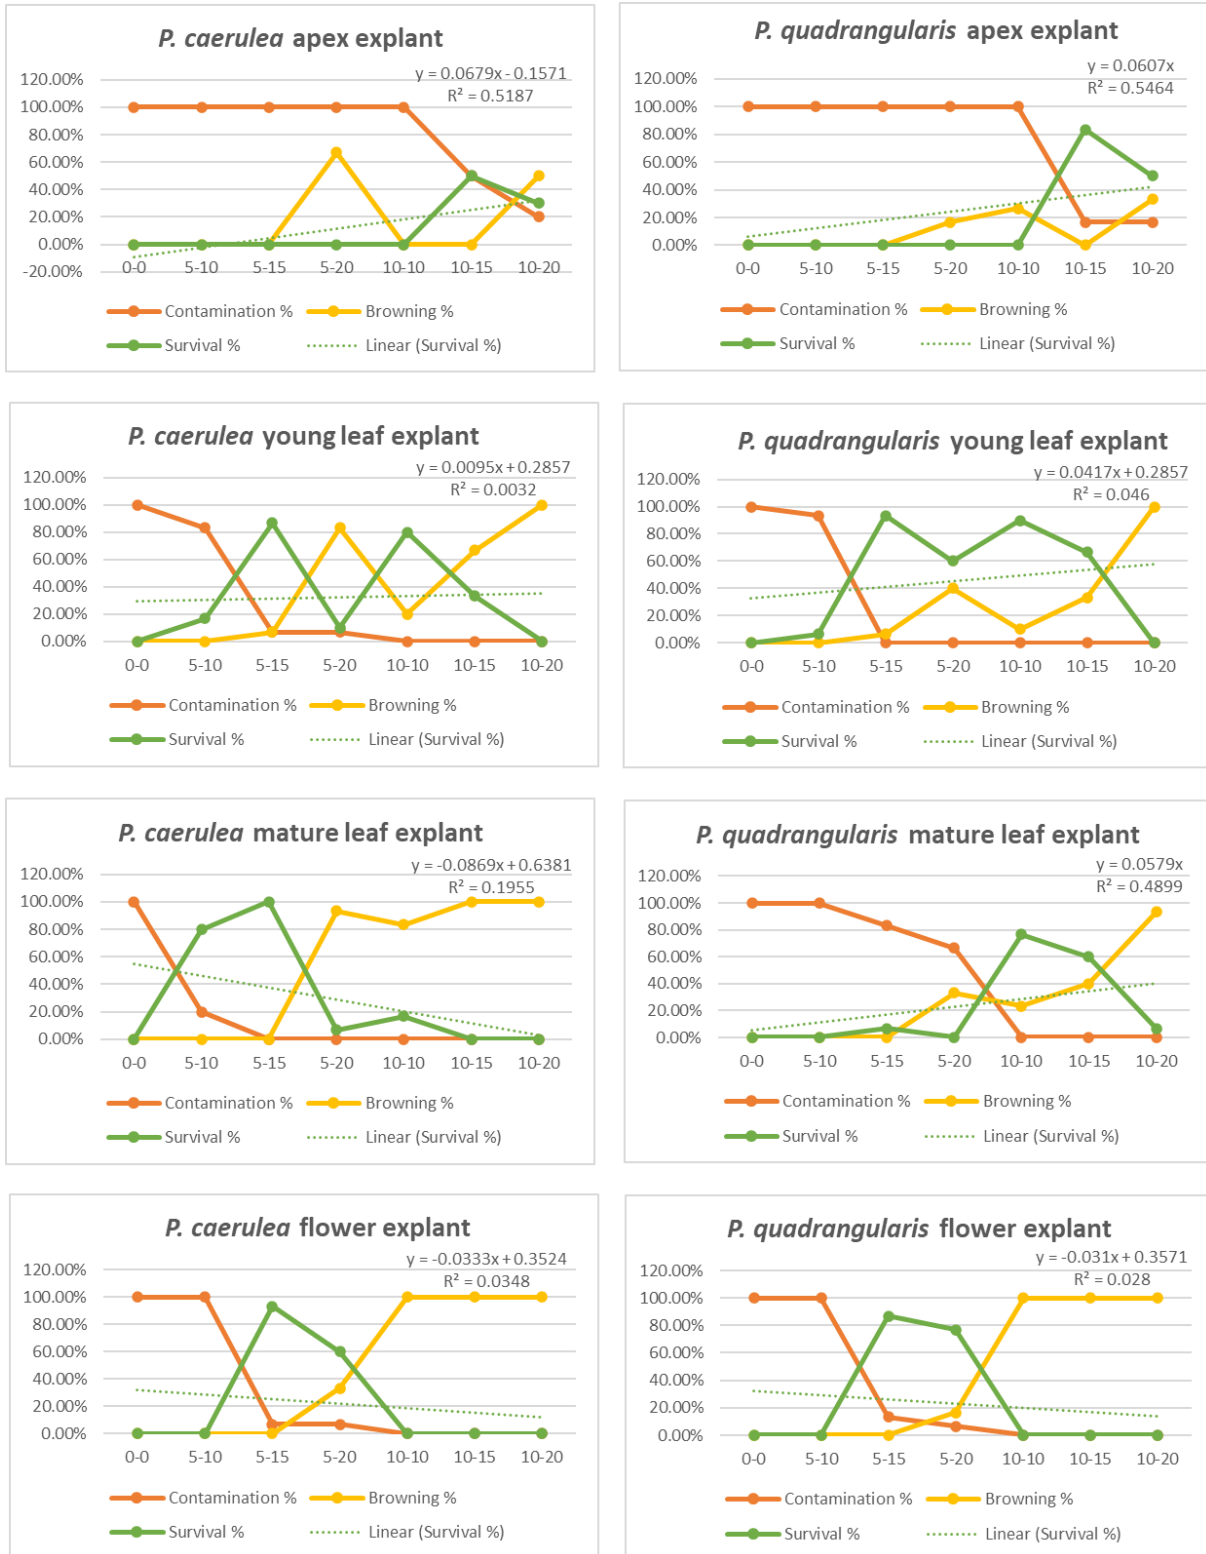 P. caerulea apex explant
y = 0.0679x - 0.1571
R² = 0.5187
120.00%
100.00%
80.00%
60.00%
40.00%
20.00%
0.00%
-20.00%
0-0 5-10 5-15 5-20 10-10 10-15 10-20
Contamination % Browning %
Survival % Linear (Survival %)
P. quadrangularis apex explant
y = 0.0607x
R² = 0.5464
120.00%
100.00%
80.00%
60.00%
40.00%
20.00%
0.00%
0-0 5-10 5-15 5-20 10-10 10-15 10-20
Contamination % Browning %
Survival % Linear (Survival %)
P. caerulea young leaf explant
y = 0.0095x + 0.2857
R² = 0.0032
120.00%
100.00%
80.00%
60.00%
40.00%
20.00%
0.00%
0-0 5-10 5-15 5-20 10-10 10-15 10-20
Contamination % Browning %
Survival % Linear (Survival %)
P. quadrangularis young leaf explant
y = 0.0417x + 0.2857
R² = 0.046
120.00%
100.00%
80.00%
60.00%
40.00%
20.00%
0.00%
0-0 5-10 5-15 5-20 10-10 10-15 10-20
Contamination % Browning %
Survival % Linear (Survival %)
P. caerulea mature leaf explant
y = -0.0869x + 0.6381
R² = 0.1955
120.00%
100.00%
80.00%
60.00%
40.00%
20.00%
0.00%
0-0 5-10 5-15 5-20 10-10 10-15 10-20
Contamination % Browning %
Survival % Linear (Survival %)
P. quadrangularis mature leaf explant
y = 0.0579x
R² = 0.4899
120.00%
100.00%
80.00%
60.00%
40.00%
20.00%
0.00%
0-0 5-10 5-15 5-20 10-10 10-15 10-20
Contamination % Browning %
Survival % Linear (Survival %)
P. caerulea flower explant
y = -0.0333x + 0.3524
R² = 0.0348
120.00%
100.00%
80.00%
60.00%
40.00%
20.00%
0.00%
0-0 5-10 5-15 5-20 10-10 10-15 10-20
Contamination % Browning %
Survival % Linear (Survival %)
P. quadrangularis flower explant
y = -0.031x + 0.3571
R² = 0.028
120.00%
100.00%
80.00%
60.00%
40.00%
20.00%
0.00%
0-0 5-10 5-15 5-20 10-10 10-15 10-20
Contamination % Browning %
Survival % Linear (Survival %)